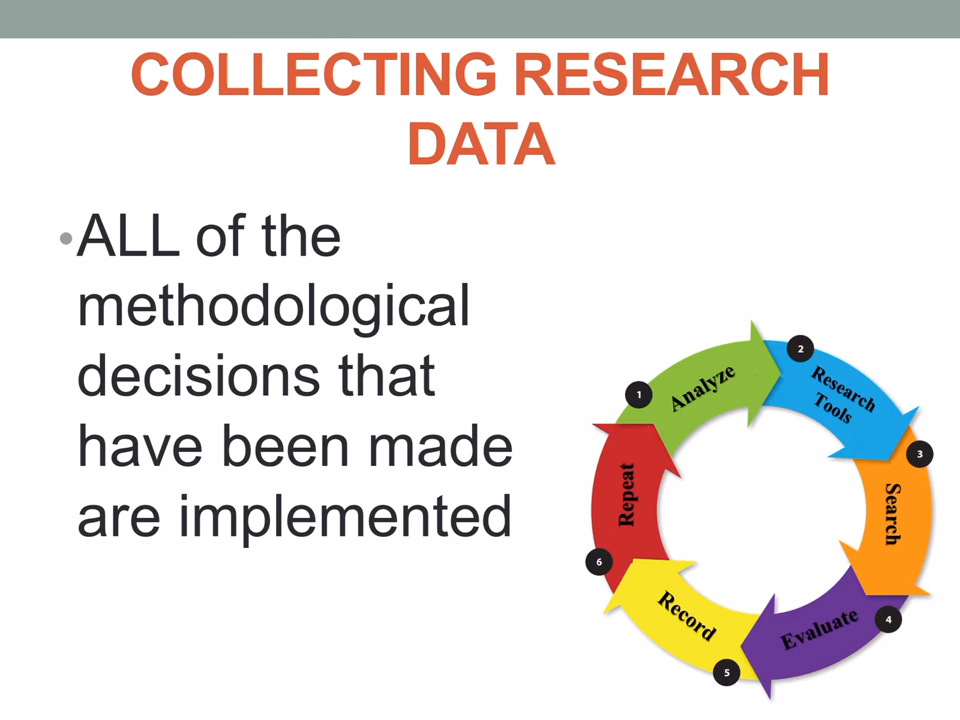 COLLECTING RESEARCH
DATA
•ALL of the
methodological
decisions that
have been made
are implemented
1
Analyze
2
Research
Tools
3
Search
4
Evaluate
5
Record
6
Repeat